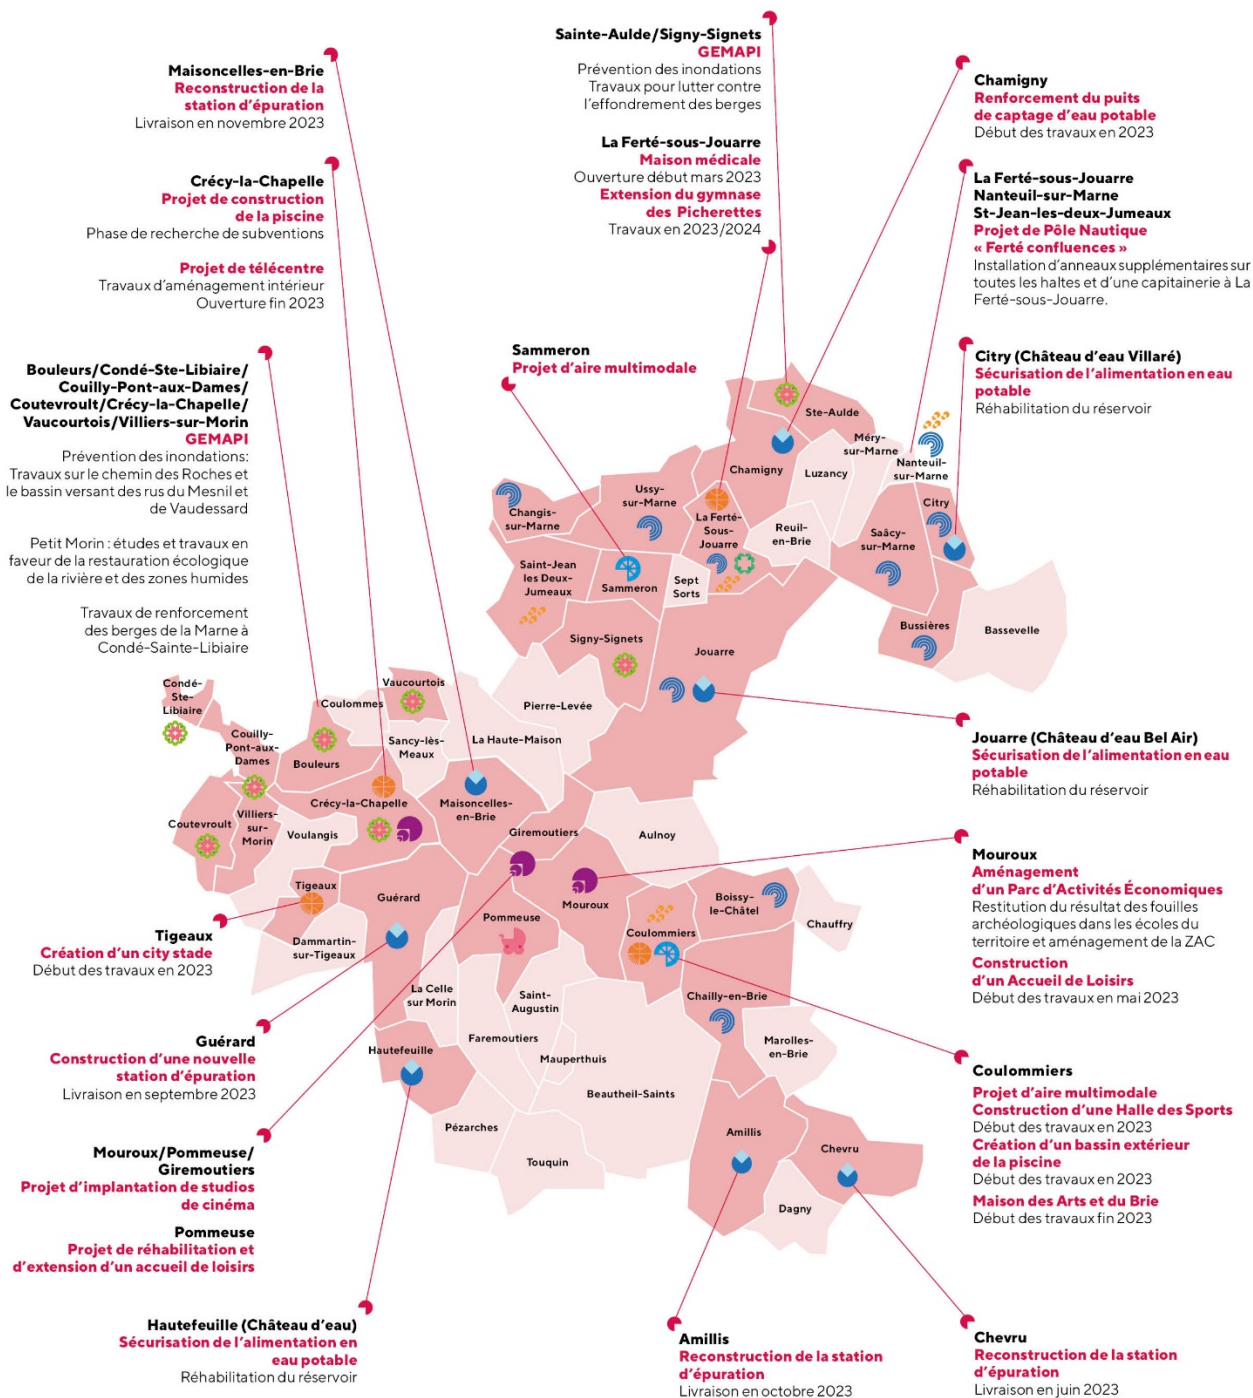 Sainte-Aulde/Signy-Signets
GEMAPI
Prévention des inondations
Travaux pour lutter contre
l'effondrement des berges
La Ferté-sous-Jouarre
Maison médicale
Ouverture début mars 2023
Extension du gymnase
des Picherettes
Travaux en 2023/2024
Maisoncelles-en-Brie
Reconstruction de la
station d'épuration
Livraison en novembre 2023
Crécy-la-Chapelle
Projet de construction
de la piscine
Phase de recherche de subventions
Projet de télécentre
Travaux d'aménagement intérieur
Ouverture fin 2023
Bouleurs/Condé-Ste-Libiaire/
Couilly-Pont-aux-Dames/
Coutevroult/Crécy-la-Chapelle/
Vaucourtois/Villiers-sur-Morin
GEMAPI
Prévention des inondations:
Travaux sur le chemin des Roches et
le bassin versant des rus du Mesnil et
de Vaudessard
Petit Morin : études et travaux en
faveur de la restauration écologique
de la rivière et des zones humides
Travaux de renforcement
des berges de la Marne à
Condé-Sainte-Libiaire
Chamigny
Renforcement du puits
de captage d'eau potable
Début des travaux en 2023
La Ferté-sous-Jouarre
Nanteuil-sur-Marne
St-Jean-les-deux-Jumeaux
Projet de Pôle Nautique
« Ferté confluences »
Installation d'anneaux supplémentaires sur
toutes les haltes et d'une capitainerie à La
Ferté-sous-Jouarre.
Sammeron
Projet d'aire multimodale
Citry (Château d'eau Villaré)
Sécurisation de l'alimentation en eau
potable
Réhabilitation du réservoir
Ste-Aulde
Méry-
sur-Marne
Nanteuil-
sur-Marne
Chamigny
Luzancy
Citry
Ussy-
sur-Marne
Changis-
sur-Marne
La Ferté-
Sous-
Jouarre
Reuil-
en-Brie
Saâcy-
sur-Marne
Saint-Jean
les Deux-
Jumeaux
Sammeron
Sept
Sorts
Signy-Signets
Jouarre
Bussières
Bassevelle
Condé-
Ste-
Libiaire
Vaucourtois
Coulommes
Pierre-Levée
Couilly-
Pont-aux-
Dames
Bouleurs
Sancy-lès-
Meaux
La Haute-Maison
Crécy-la-Chapelle
Maisoncelles-
en-Brie
Villiers-
sur-
Morin
Coutevroult
Voulangis
Giremoutiers
Aulnoy
Tigeaux
Guérard
Mouroux
Boissy-
le-Châtel
Chauffry
Pommeuse
Coulommiers
Dammartin-
sur-Tigeaux
La Celle
sur Morin
Saint-
Augustin
Chailly-en-Brie
Faremoutiers
Marolles-
en-Brie
Hautefeuille
Mauperthuis
Beautheil-Saints
Pézarches
Touquin
Amillis
Chevru
Dagny
Jouarre (Château d'eau Bel Air)
Sécurisation de l'alimentation en eau
potable
Réhabilitation du réservoir
Mouroux
Aménagement
d'un Parc d'Activités Économiques
Restitution du résultat des fouilles
archéologiques dans les écoles du
territoire et aménagement de la ZAC
Construction
d'un Accueil de Loisirs
Début des travaux en mai 2023
Coulommiers
Projet d'aire multimodale
Construction d'une Halle des Sports
Début des travaux en 2023
Création d'un bassin extérieur
de la piscine
Début des travaux en 2023
Maison des Arts et du Brie
Début des travaux fin 2023
Tigeaux
Création d'un city stade
Début des travaux en 2023
Guérard
Construction d'une nouvelle
station d'épuration
Livraison en septembre 2023
Mouroux/Pommeuse/
Giremoutiers
Projet d'implantation de studios
de cinéma
Pommeuse
Projet de réhabilitation et
d'extension d'un accueil de loisirs
Hautefeuille (Château d'eau)
Sécurisation de l'alimentation en
eau potable
Réhabilitation du réservoir
Amillis
Reconstruction de la station
d'épuration
Livraison en octobre 2023
Chevru
Reconstruction de la station
d'épuration
Livraison en juin 2023